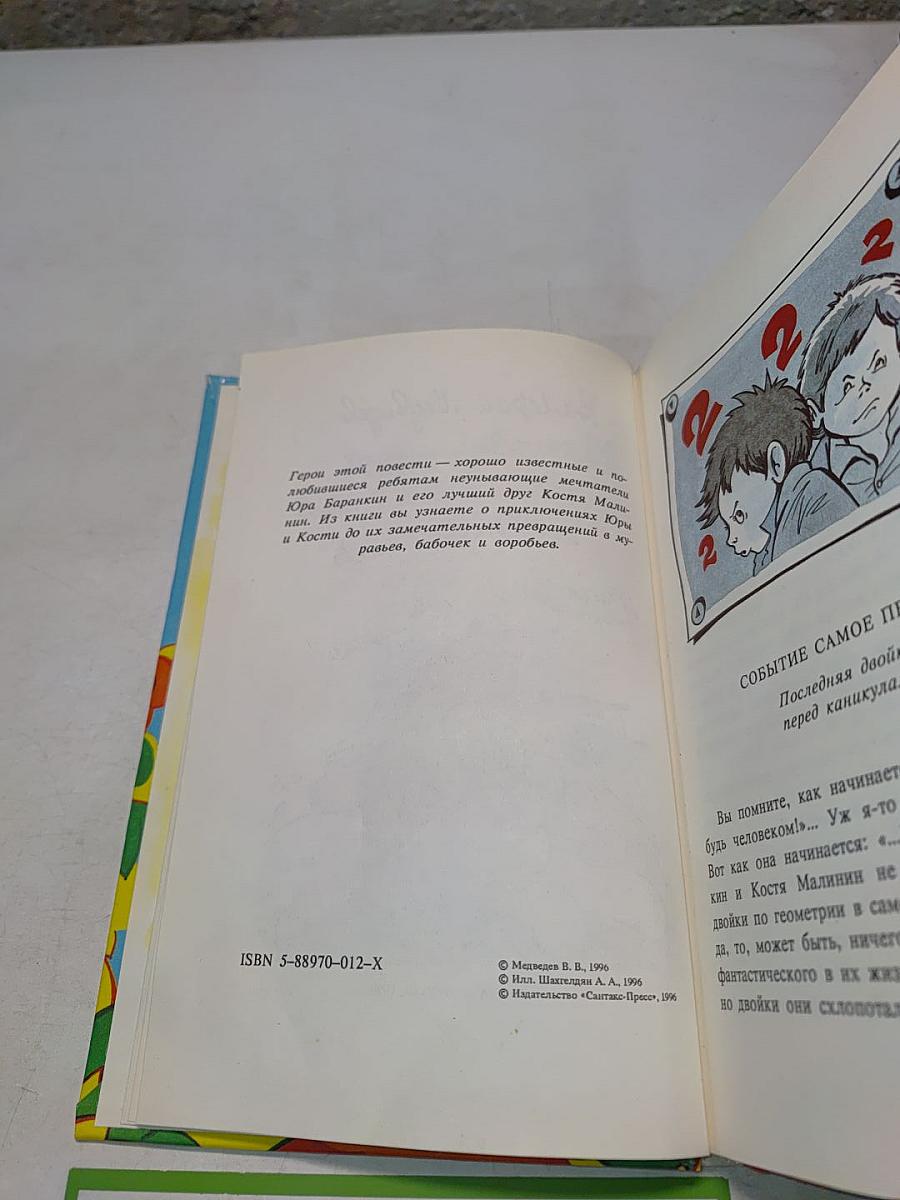 Герои этой повести — хорошо известные и по-
любившиеся ребятам неунывающие мечтатели
Юра Баранкин и его лучший друг Костя Мали-
нин. Из книги вы узнаете о приключениях Юры
и Кости до их замечательных превращений в му-
равьев, бабочек и воробьев.
ISBN 5–88970–012–X
© Медведев В. В., 1996
© Илл. Шахгелдян А. А., 1996
© Издательство «Сантакс-Пресс», 1996
2
2
2
2
СОБЫТИЕ САМОЕ ПЕ
Последняя двойк
перед каникула
Вы помните, как начинает
будь человеком!»... Уж я-то
Вот как она начинается: «...
кин и Костя Малинин не
двойки по геометрии в сам
да, то, может быть, ничег
фантастического в их жиз
но двойки они схлопотал